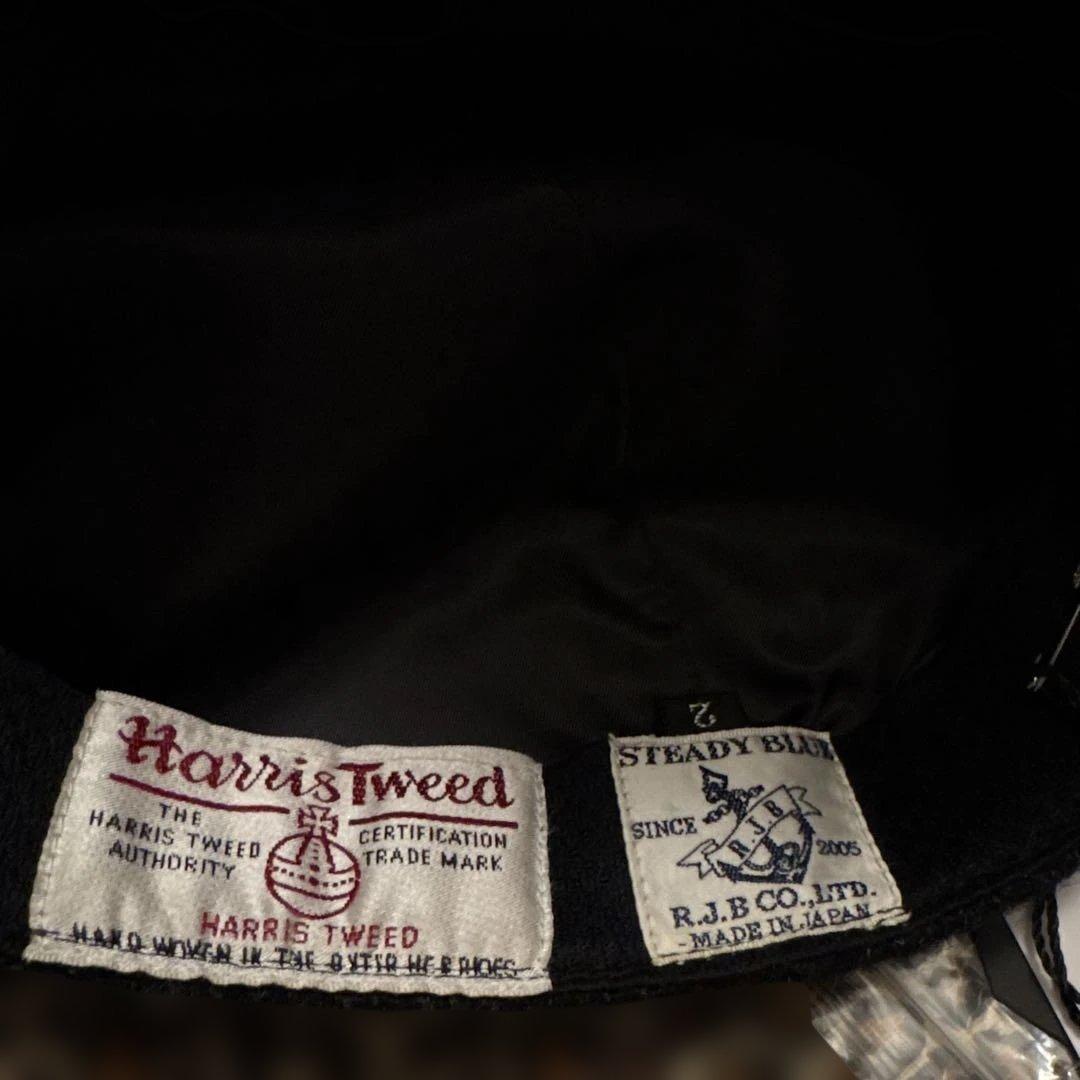 Harris Tweed
THE
HARRIS TWEED
AUTHORITY
CERTIFICATION
TRADE MARK
HARRIS TWEED
HAND WOVEN IN THE OUTER HEBRIDES
2
STEADY BLUE
SINCE 2005
R.J.B
R.J.B CO.,LTD.
-MADE IN JAPAN-